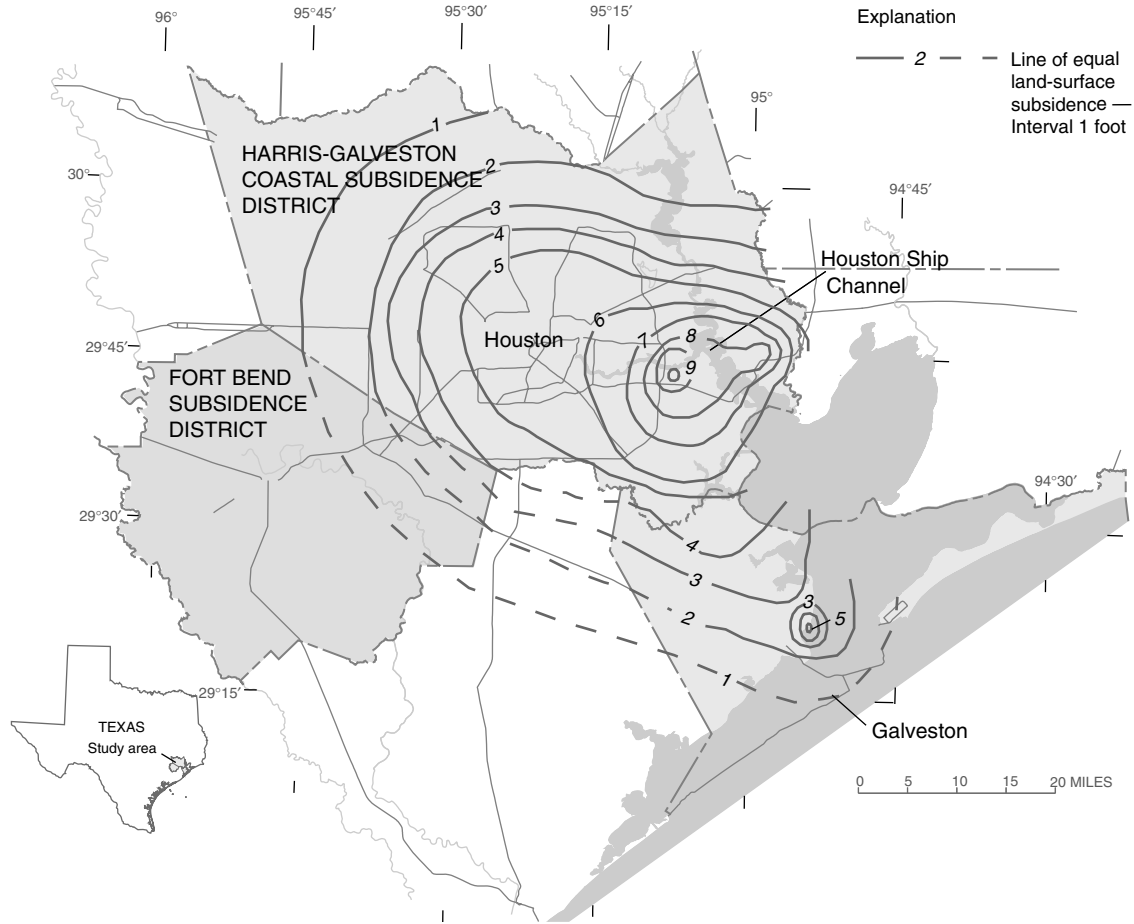 Explanation
2
Line of equal
land-surface
subsidence —
Interval 1 foot
96°
95°45′
95°30′
95°15′
95°
94°45′
94°30′
30°
29°45′
29°30′
29°15′
HARRIS-GALVESTON
COASTAL SUBSIDENCE
DISTRICT
FORT BEND
SUBSIDENCE
DISTRICT
Houston
Houston Ship
Channel
1
2
3
4
5
6
7
8
9
4
3
2
1
3
5
Galveston
TEXAS
Study area
0 5 10 15 20 MILES